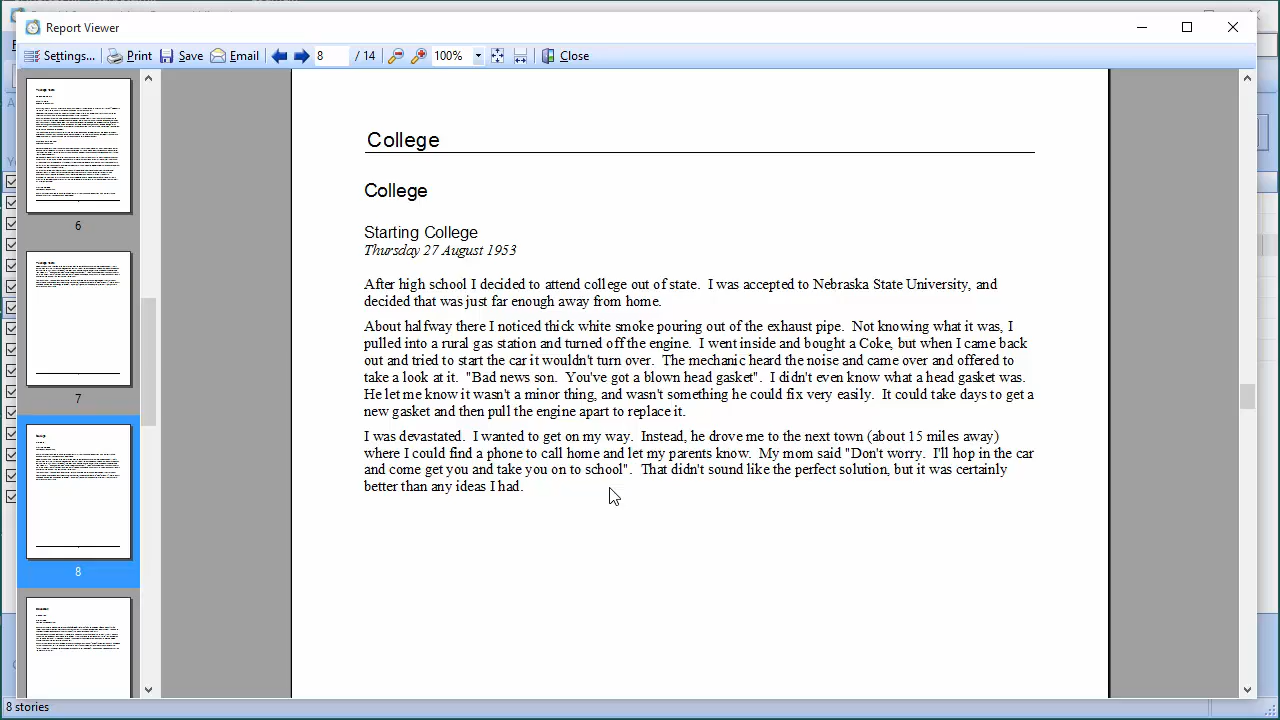 Report Viewer
Settings... Print Save Email 8 / 14 100% Close
6
7
8
College
College
Starting College
Thursday 27 August 1953
After high school I decided to attend college out of state.  I was accepted to Nebraska State University, and
decided that was just far enough away from home.
About halfway there I noticed thick white smoke pouring out of the exhaust pipe.  Not knowing what it was, I
pulled into a rural gas station and turned off the engine.  I went inside and bought a Coke, but when I came back
out and tried to start the car it wouldn't turn over.  The mechanic heard the noise and came over and offered to
take a look at it.  "Bad news son.  You've got a blown head gasket".  I didn't even know what a head gasket was.
He let me know it wasn't a minor thing, and wasn't something he could fix very easily.  It could take days to get a
new gasket and then pull the engine apart to replace it.
I was devastated.  I wanted to get on my way.  Instead, he drove me to the next town (about 15 miles away)
where I could find a phone to call home and let my parents know.  My mom said "Don't worry.  I'll hop in the car
and come get you and take you on to school".  That didn't sound like the perfect solution, but it was certainly
better than any ideas I had.
8 stories